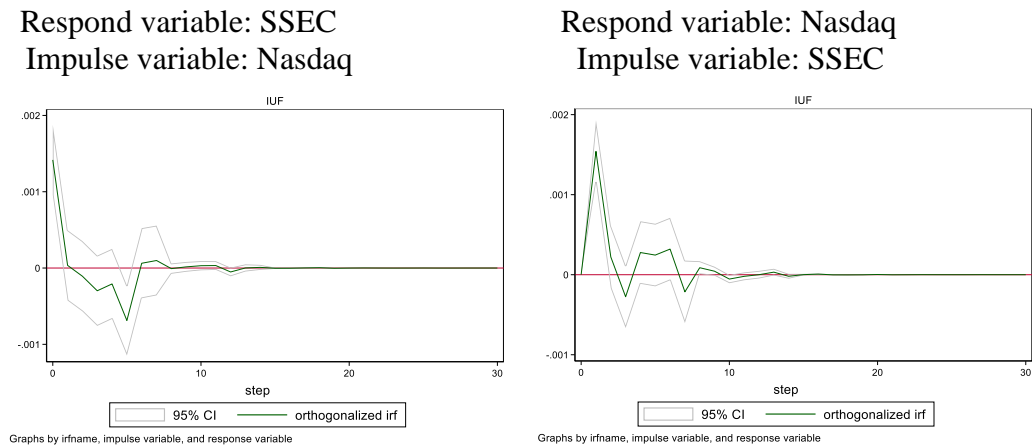 Respond variable: SSEC
Impulse variable: Nasdaq
IUF
.002
.001
0
-.001
0
10
20
30
step
95% CI
orthogonalized irf
Graphs by irfname, impulse variable, and response variable
Respond variable: Nasdaq
Impulse variable: SSEC
IUF
.002
.001
0
-.001
0
10
20
30
step
95% CI
orthogonalized irf
Graphs by irfname, impulse variable, and response variable